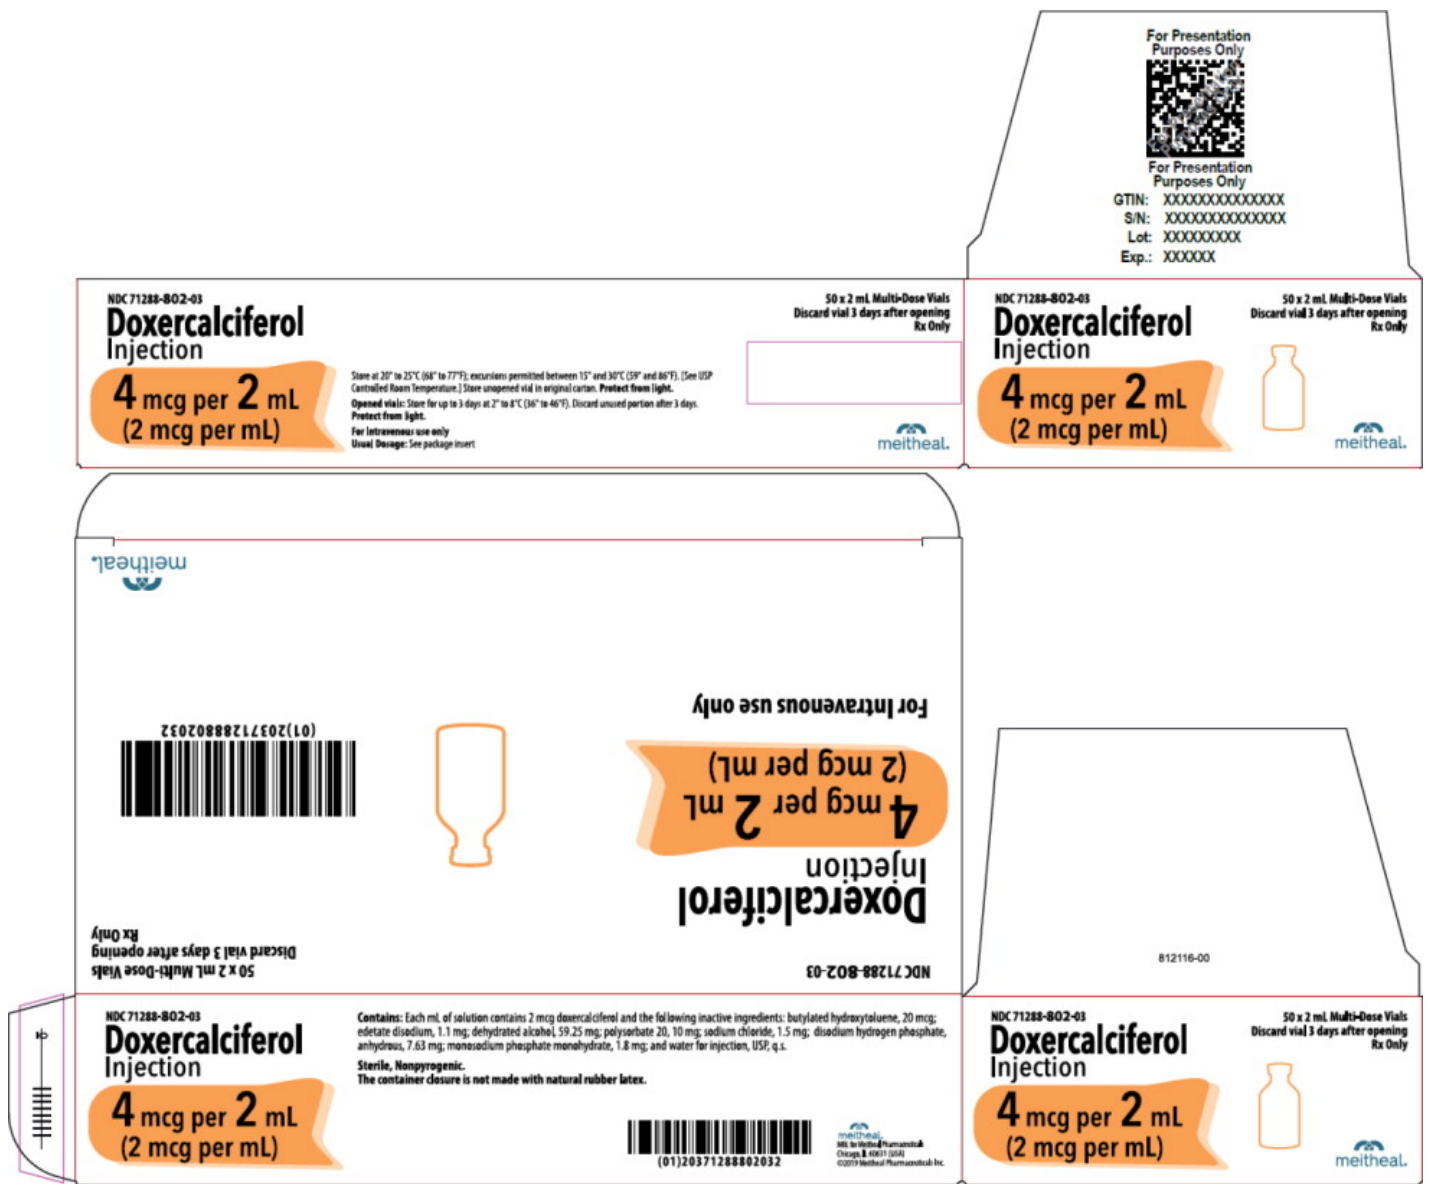 For Presentation
Purposes Only
For Presentation
Purposes Only
GTIN: XXXXXXXXXXXXXX
S/N: XXXXXXXXXXXXXX
Lot: XXXXXXXXX
Exp.: XXXXXX
NDC 71288-802-03
Doxercalciferol
Injection
4 mcg per 2 mL
(2 mcg per mL)
Store at 20° to 25°C (68° to 77°F); excursions permitted between 15° and 30°C (59° and 86°F). [See USP
Controlled Room Temperature.] Store unopened vial in original carton. Protect from light.
Opened vials: Store for up to 3 days at 2° to 8°C (36° to 46°F). Discard unused portion after 3 days.
Protect from light.
For Intravenous use only
Usual Dosage: See package insert
50 x 2 mL Multi-Dose Vials
Discard vial 3 days after opening
Rx Only
meitheal.
NDC 71288-802-03
Doxercalciferol
Injection
4 mcg per 2 mL
(2 mcg per mL)
50 x 2 mL Multi-Dose Vials
Discard vial 3 days after opening
Rx Only
meitheal.
NDC 71288-802-03
Doxercalciferol
Injection
4 mcg per 2 mL
(2 mcg per mL)
For Intravenous use only
50 x 2 mL Multi-Dose Vials
Discard vial 3 days after opening
Rx Only
(01)20371288802032
meitheal.
812116-00
NDC 71288-802-03
Doxercalciferol
Injection
4 mcg per 2 mL
(2 mcg per mL)
Contains: Each mL of solution contains 2 mcg doxercalciferol and the following inactive ingredients: butylated hydroxytoluene, 20 mcg;
edetate disodium, 1.1 mg; dehydrated alcohol, 59.25 mg; polysorbate 20, 10 mg; sodium chloride, 1.5 mg; disodium hydrogen phosphate,
anhydrous, 7.63 mg; monosodium phosphate monohydrate, 1.8 mg; and water for injection, USP, q.s.
Sterile, Nonpyrogenic.
The container closure is not made with natural rubber latex.
(01)20371288802032
meitheal.
Mfd. for Meitheal Pharmaceuticals
Chicago, IL 60631 (USA)
©2019 Meitheal Pharmaceuticals Inc.
NDC 71288-802-03
Doxercalciferol
Injection
4 mcg per 2 mL
(2 mcg per mL)
50 x 2 mL Multi-Dose Vials
Discard vial 3 days after opening
Rx Only
meitheal.